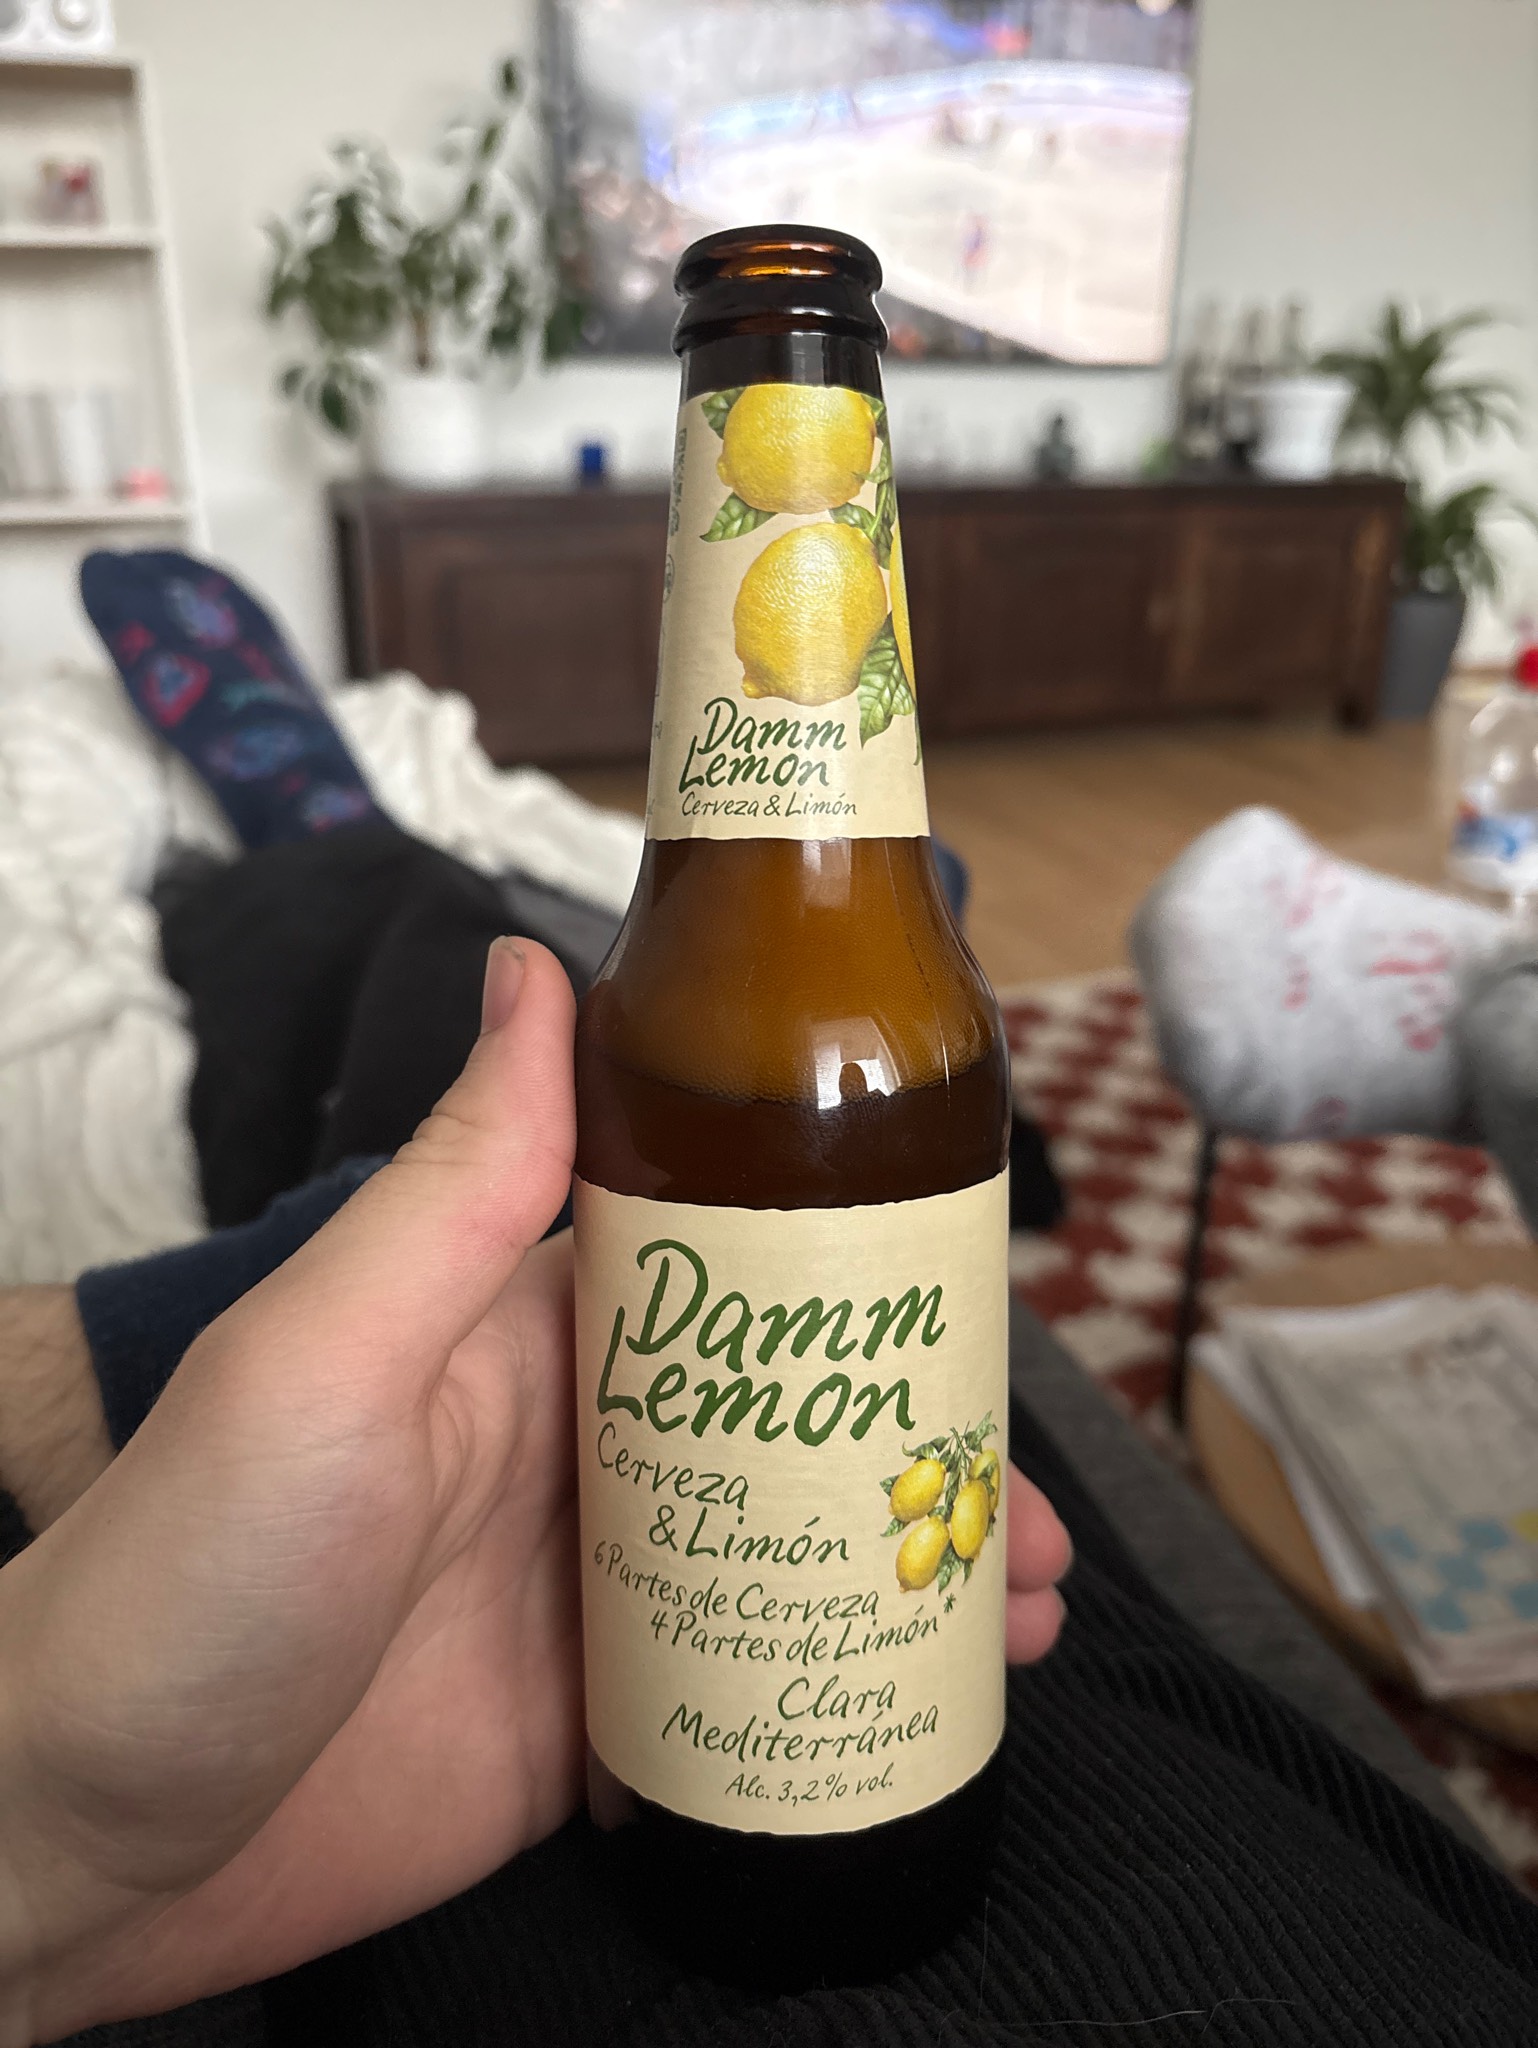 Damm
Lemon
Cerveza & Limón
Damm
Lemon
Cerveza
& Limón
6 Partes de Cerveza
4 Partes de Limón*
Clara
Mediterránea
Alc. 3,2% vol.